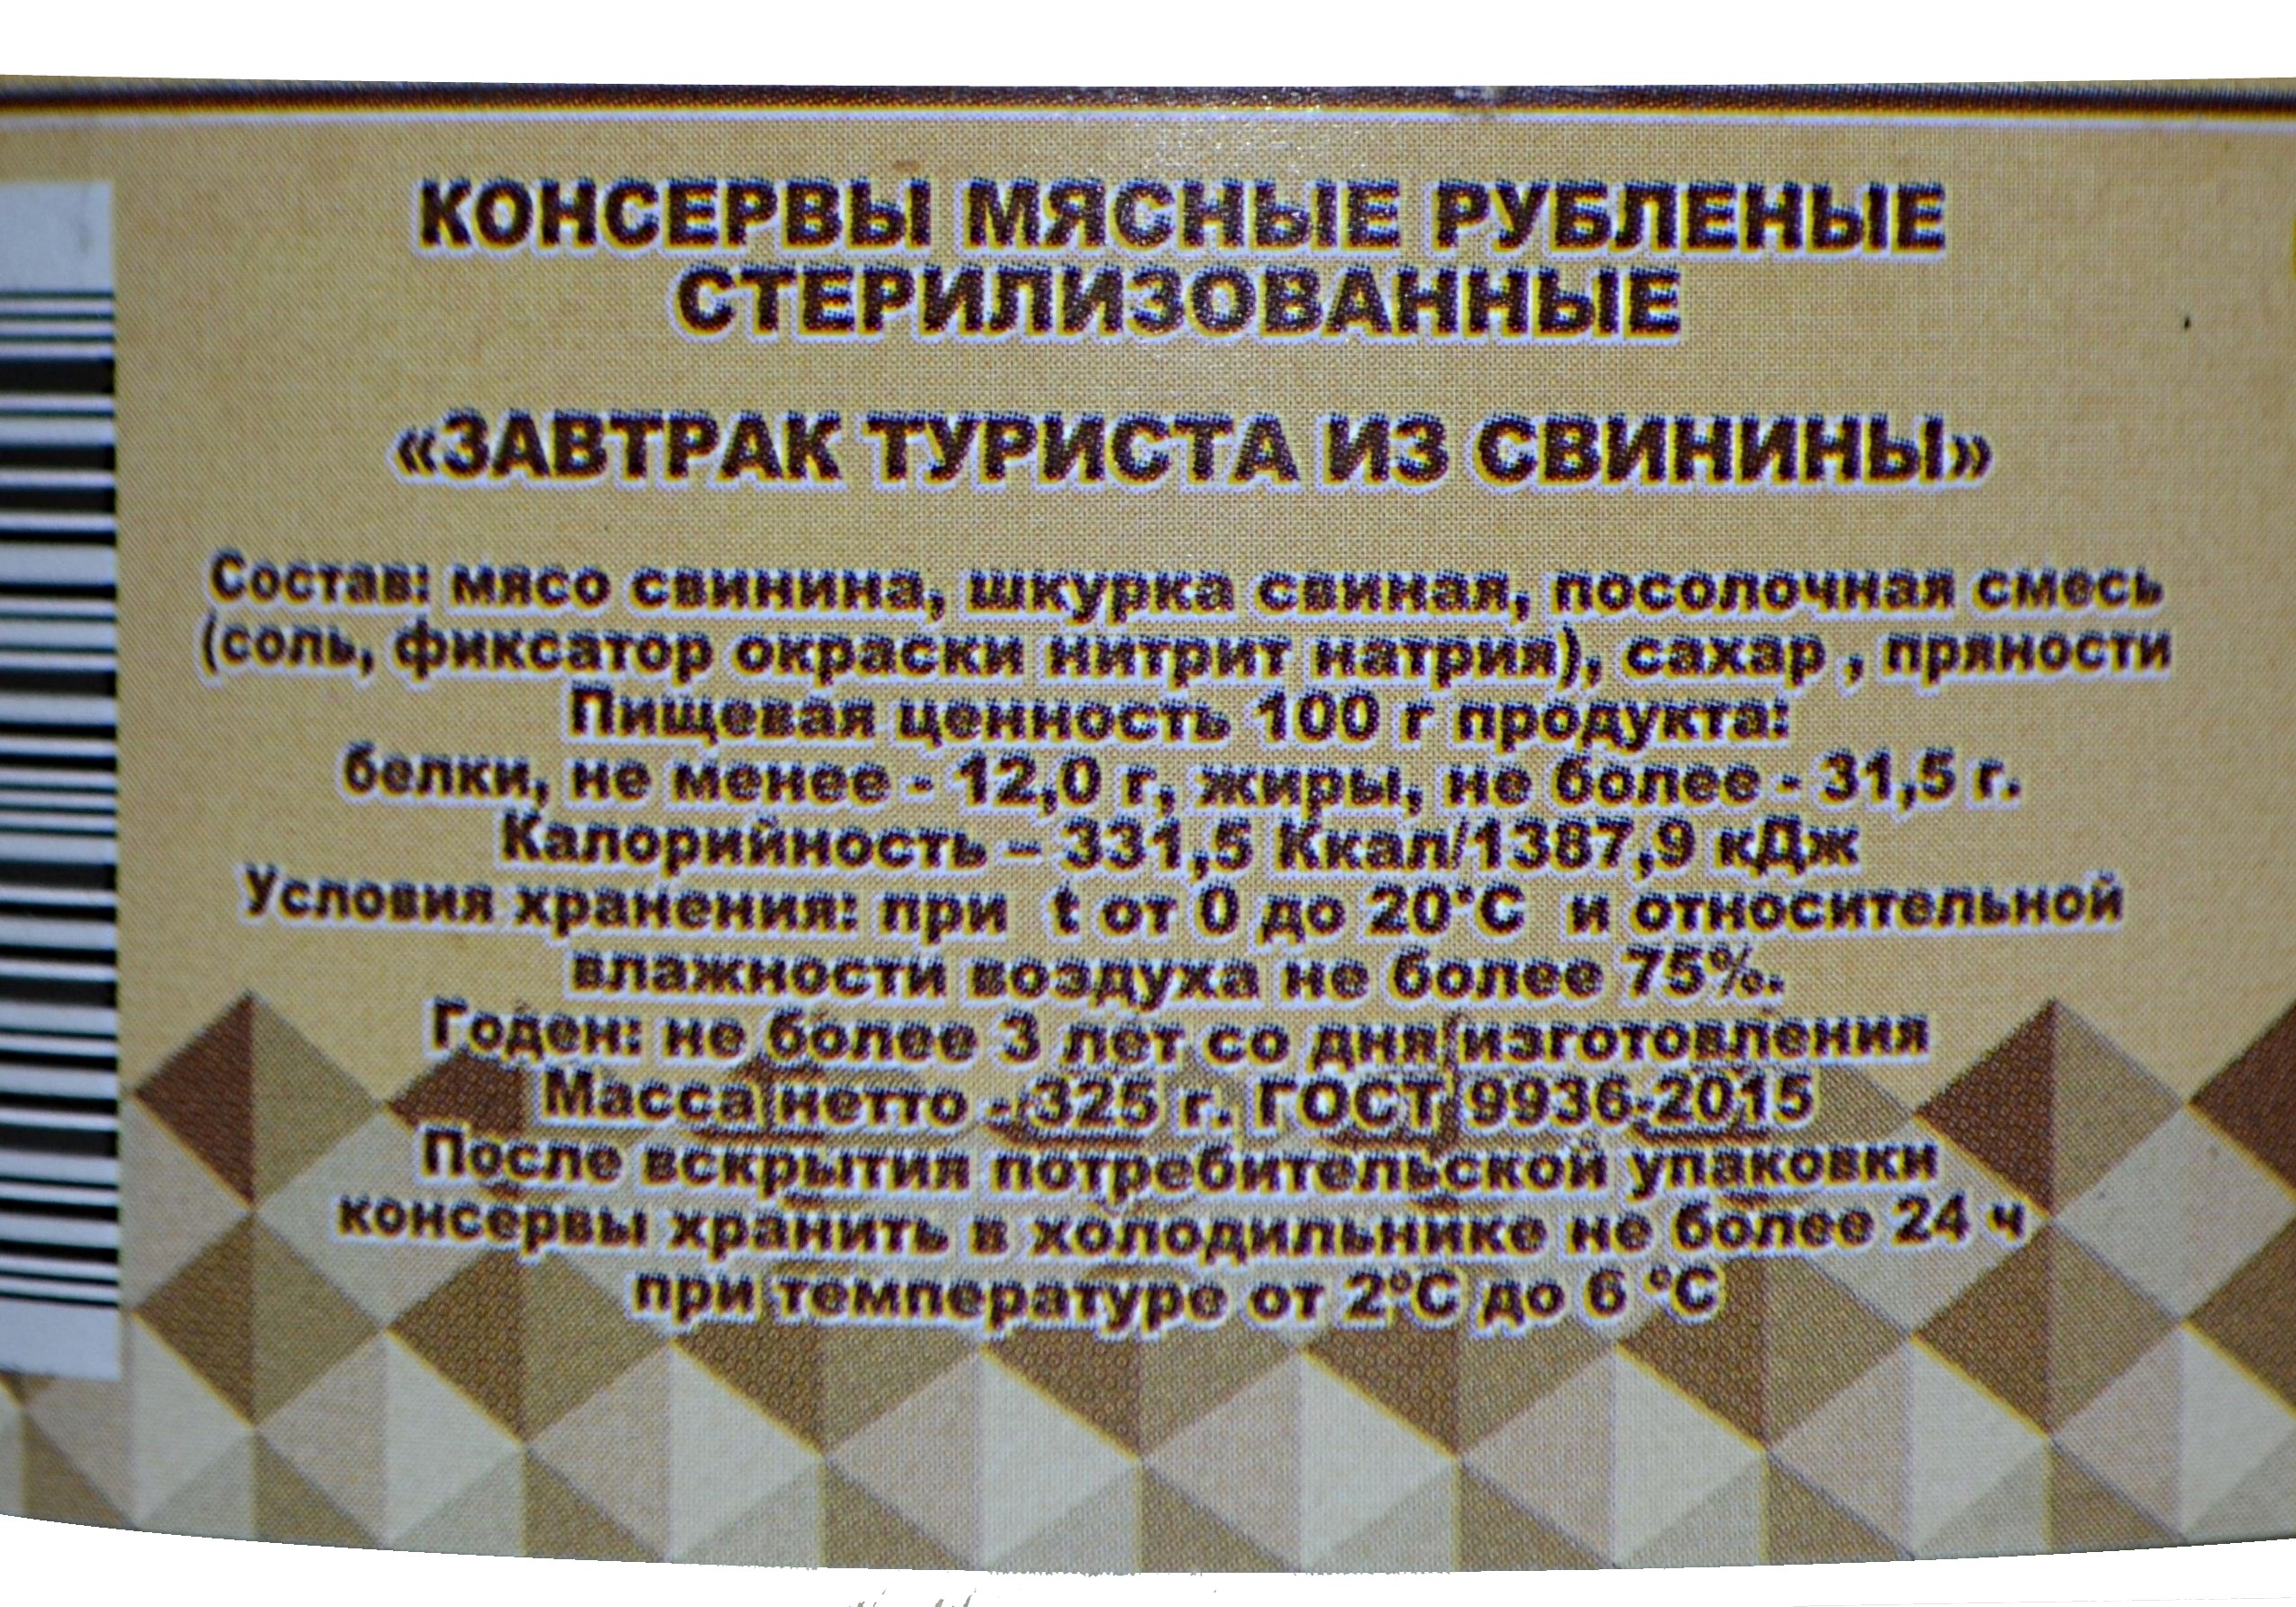 КОНСЕРВЫ МЯСНЫЕ РУБЛЕНЫЕ
СТЕРИЛИЗОВАННЫЕ
«ЗАВТРАК ТУРИСТА ИЗ СВИНИНЫ»
Состав: мясо свинина, шкурка свиная, посолочная смесь
(соль, фиксатор окраски нитрит натрия), сахар , пряности
Пищевая ценность 100 г продукта:
белки, не менее - 12,0 г, жиры, не более - 31,5 г.
Калорийность – 331,5 Ккал/1387,9 кДж
Условия хранения: при t от 0 до 20°С и относительной
влажности воздуха не более 75%.
Годен: не более 3 лет со дня изготовления
Масса нетто - 325 г. ГОСТ 9936-2015
После вскрытия потребительской упаковки
консервы хранить в холодильнике не более 24 ч
при температуре от 2°С до 6 °С